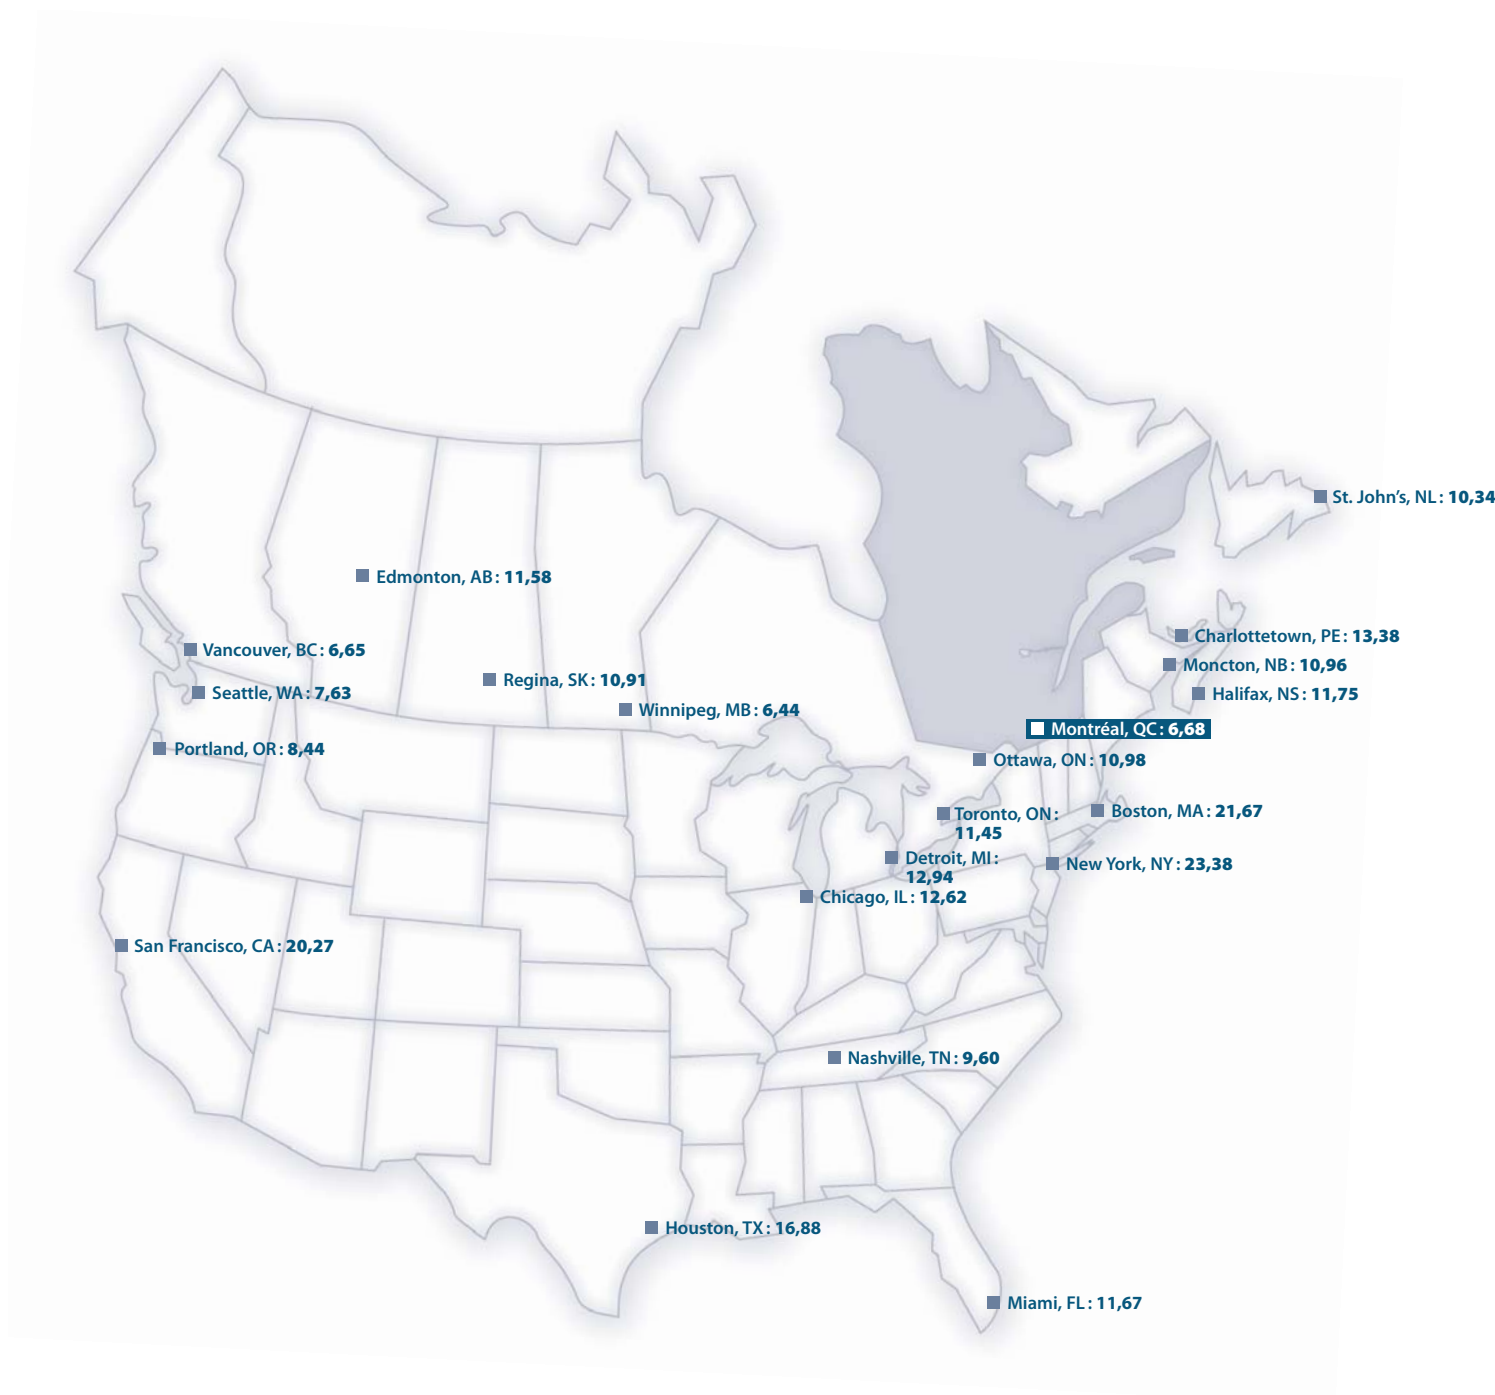 St. John’s, NL : 10,34
Edmonton, AB : 11,58
Charlottetown, PE : 13,38
Vancouver, BC : 6,65
Moncton, NB : 10,96
Regina, SK : 10,91
Seattle, WA : 7,63
Halifax, NS : 11,75
Winnipeg, MB : 6,44
Montréal, QC : 6,68
Portland, OR : 8,44
Ottawa, ON : 10,98
Boston, MA : 21,67
Toronto, ON :
11,45
Detroit, MI :
12,94
New York, NY : 23,38
Chicago, IL : 12,62
San Francisco, CA : 20,27
Nashville, TN : 9,60
Houston, TX : 16,88
Miami, FL : 11,67